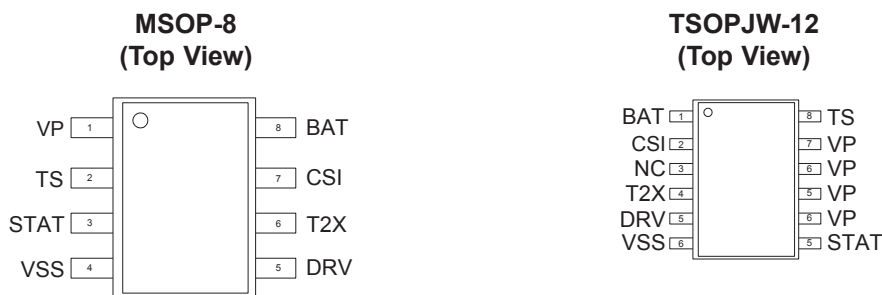 MSOP-8
(Top View)
VP 1
TS 2
STAT 3
VSS 4
8 BAT
7 CSI
6 T2X
5 DRV
TSOPJW-12
(Top View)
BAT 1
CSI 2
NC 3
T2X 4
DRV 5
VSS 6
8 TS
7 VP
6 VP
5 VP
6 VP
5 STAT